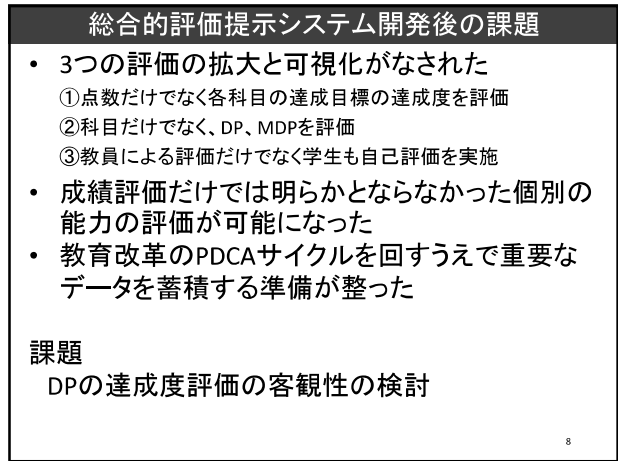 総合的評価提示システム開発後の課題
• 3つの評価の拡大と可視化がなされた
①点数だけでなく各科目の達成目標の達成度を評価
②科目だけでなく、DP、MDPを評価
③教員による評価だけでなく学生も自己評価を実施
• 成績評価だけでは明らかとならなかった個別の
能力の評価が可能になった
• 教育改革のPDCAサイクルを回すうえで重要な
データを蓄積する準備が整った
課題
DPの達成度評価の客観性の検討
8